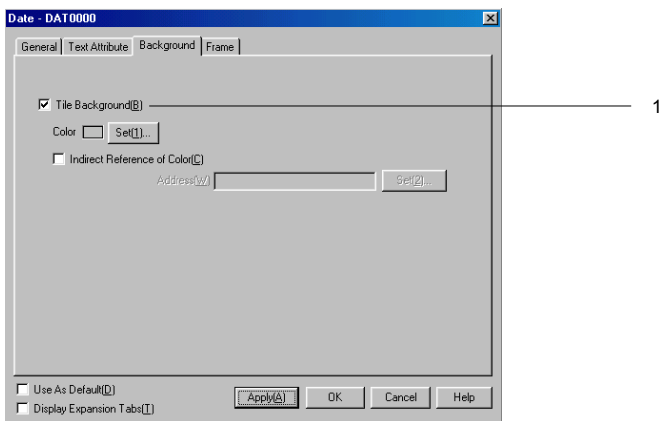 Date - DAT0000
General Text Attribute Background Frame
Tile Background(B) 1
Color Set(1)...
Indirect Reference of Color(C)
Address(W) Set(2)...
Use As Default(D)
Display Expansion Tabs(T)
Apply(A) OK Cancel Help